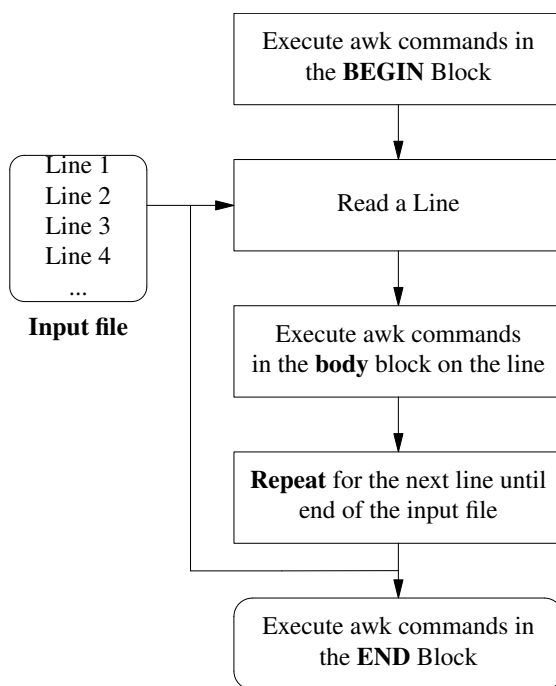 Execute awk commands in
the BEGIN Block
Line 1
Line 2
Line 3
Line 4
...
Input file
Read a Line
Execute awk commands
in the body block on the line
Repeat for the next line until
end of the input file
Execute awk commands in
the END Block